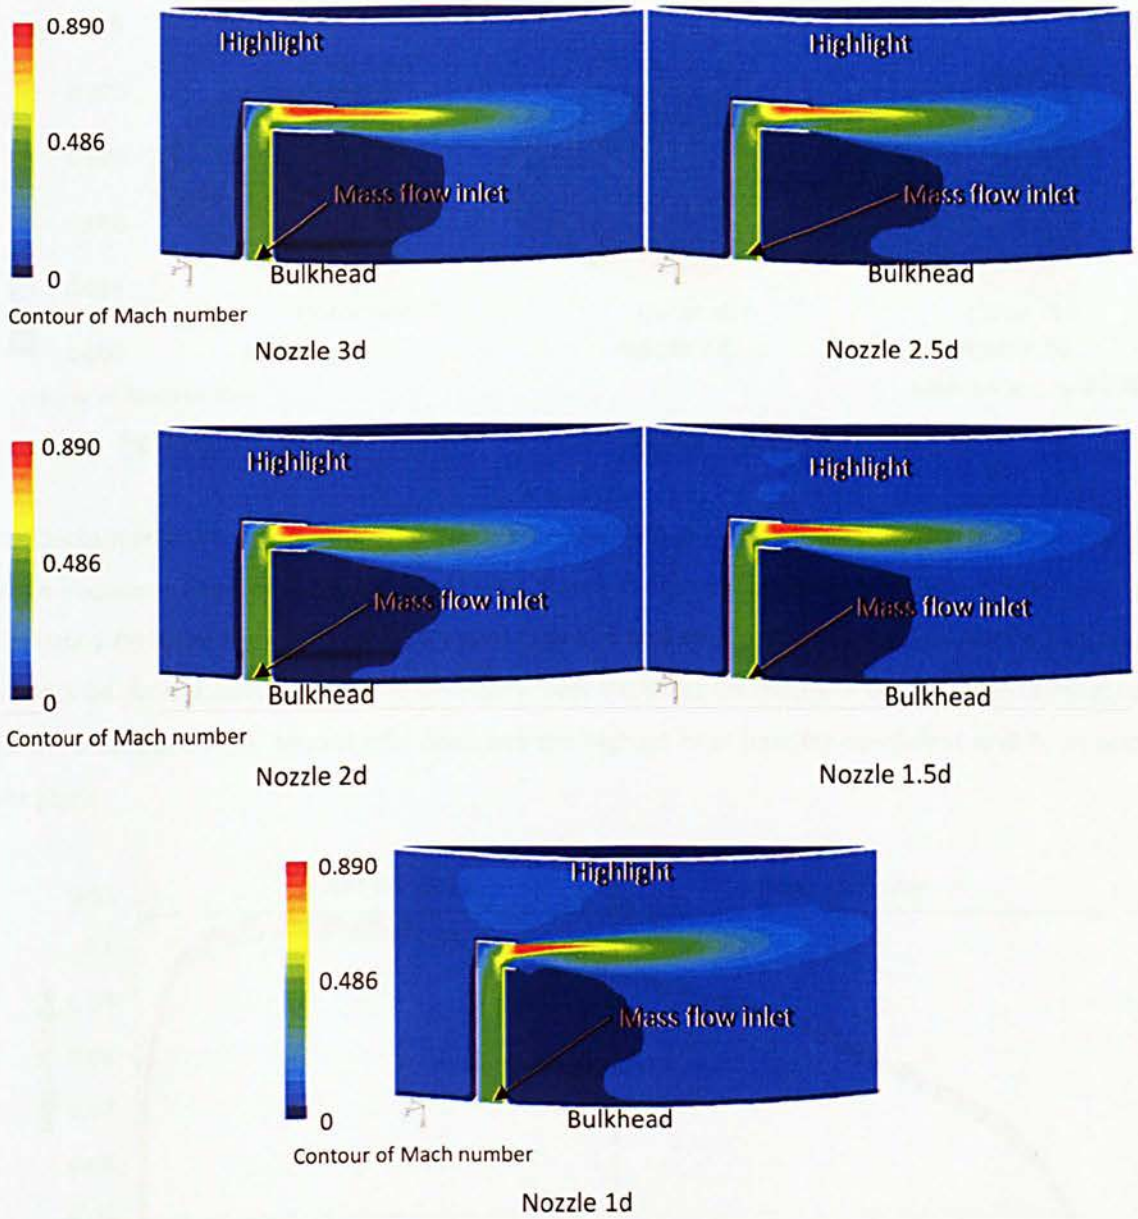 0.890
0.486
0
Contour of Mach number
Highlight
Mass flow inlet
Bulkhead
Nozzle 3d
Highlight
Mass flow inlet
Bulkhead
Nozzle 2.5d
0.890
0.486
0
Contour of Mach number
Highlight
Mass flow inlet
Bulkhead
Nozzle 2d
Highlight
Mass flow inlet
Bulkhead
Nozzle 1.5d
0.890
0.486
0
Contour of Mach number
Highlight
Mass flow inlet
Bulkhead
Nozzle 1d